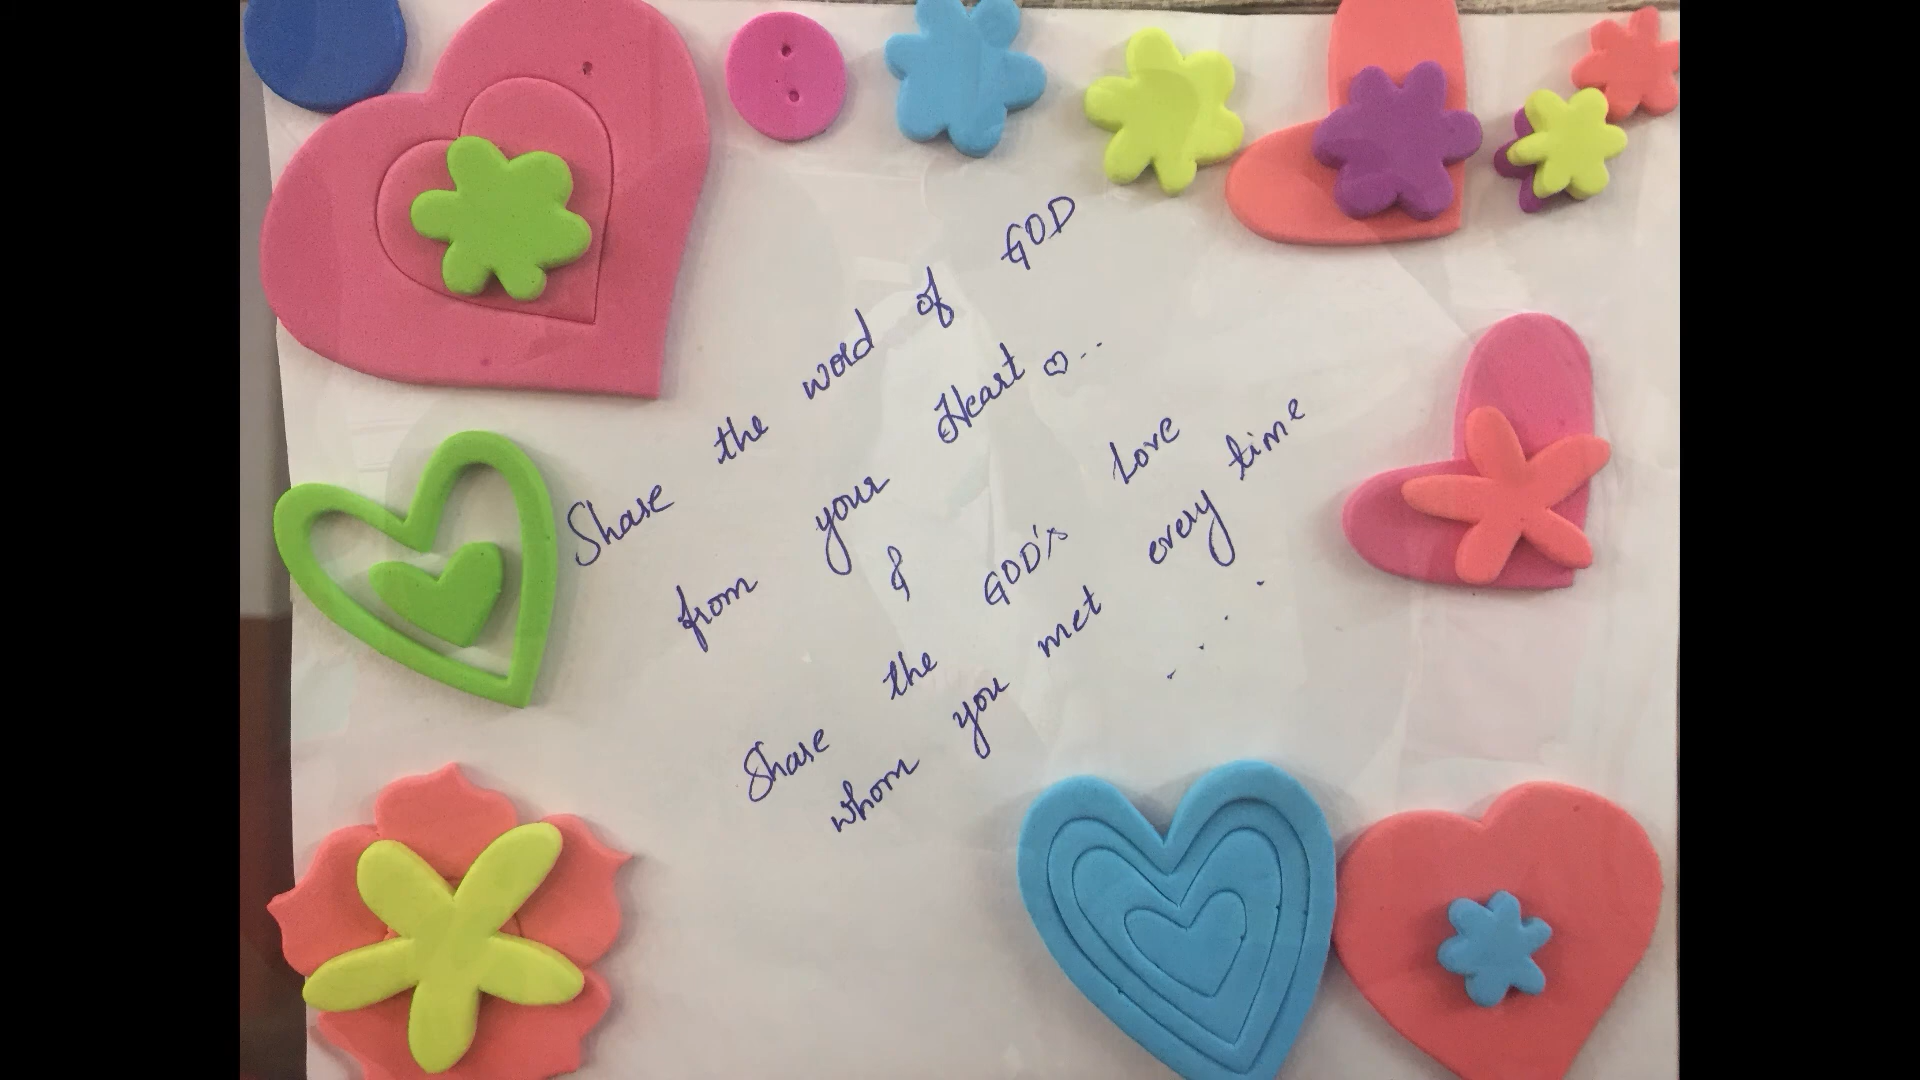 Share the word of GOD
from your Heart ♡..
&
Share the GOD's Love
whom you met every time
....